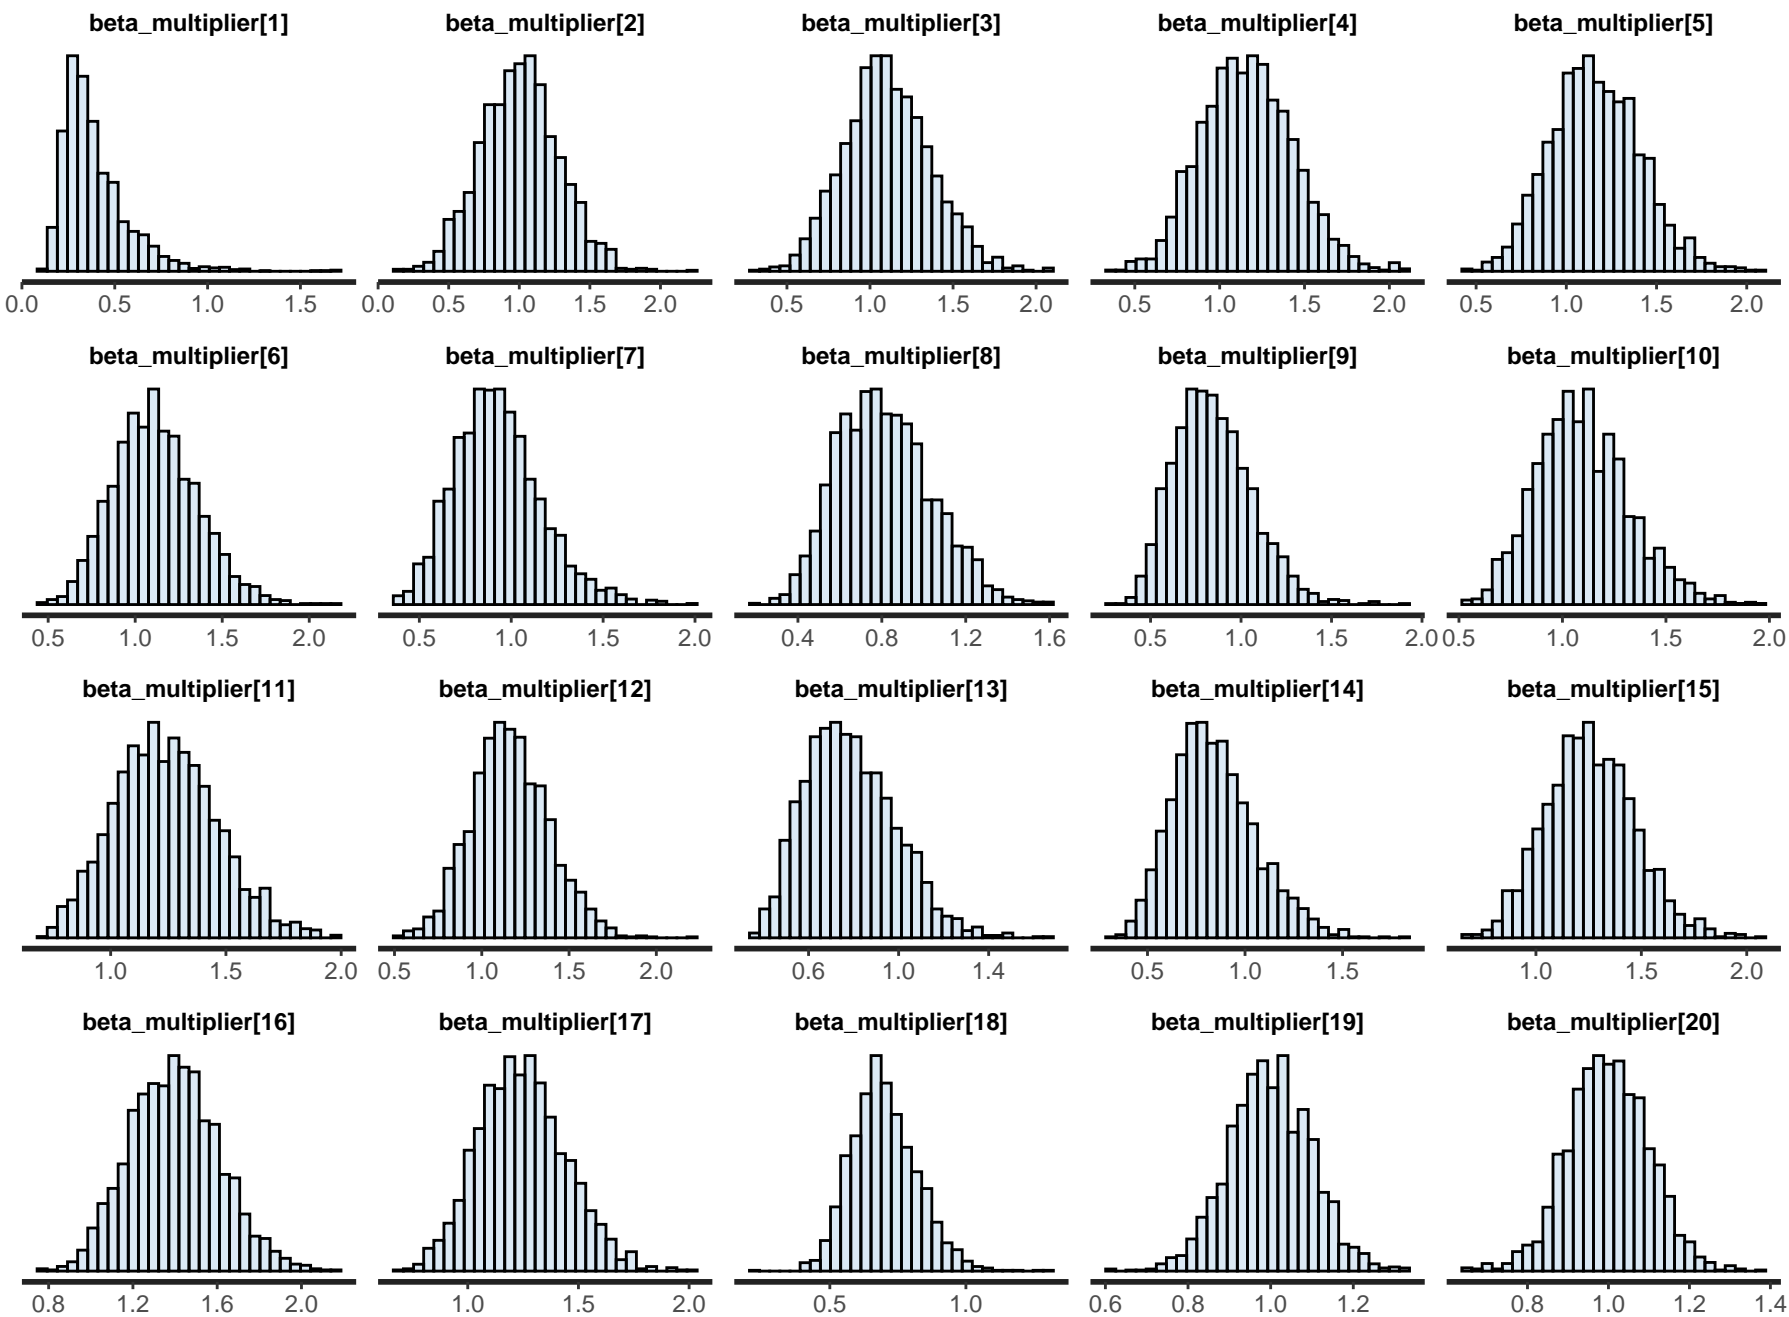 beta_multiplier[1] beta_multiplier[2] beta_multiplier[3] beta_multiplier[4] beta_multiplier[5]
0.0 0.5 1.0 1.5 0.0 0.5 1.0 1.5 2.0 0.5 1.0 1.5 2.0 0.5 1.0 1.5 2.0 0.5 1.0 1.5 2.0
beta_multiplier[6] beta_multiplier[7] beta_multiplier[8] beta_multiplier[9] beta_multiplier[10]
0.5 1.0 1.5 2.0 0.5 1.0 1.5 2.0 0.4 0.8 1.2 1.6 0.5 1.0 1.5 2.0 0.5 1.0 1.5 2.0
beta_multiplier[11] beta_multiplier[12] beta_multiplier[13] beta_multiplier[14] beta_multiplier[15]
1.0 1.5 2.0 0.5 1.0 1.5 2.0 0.6 1.0 1.4 0.5 1.0 1.5 1.0 1.5 2.0
beta_multiplier[16] beta_multiplier[17] beta_multiplier[18] beta_multiplier[19] beta_multiplier[20]
0.8 1.2 1.6 2.0 1.0 1.5 2.0 0.5 1.0 0.6 0.8 1.0 1.2 0.8 1.0 1.2 1.4